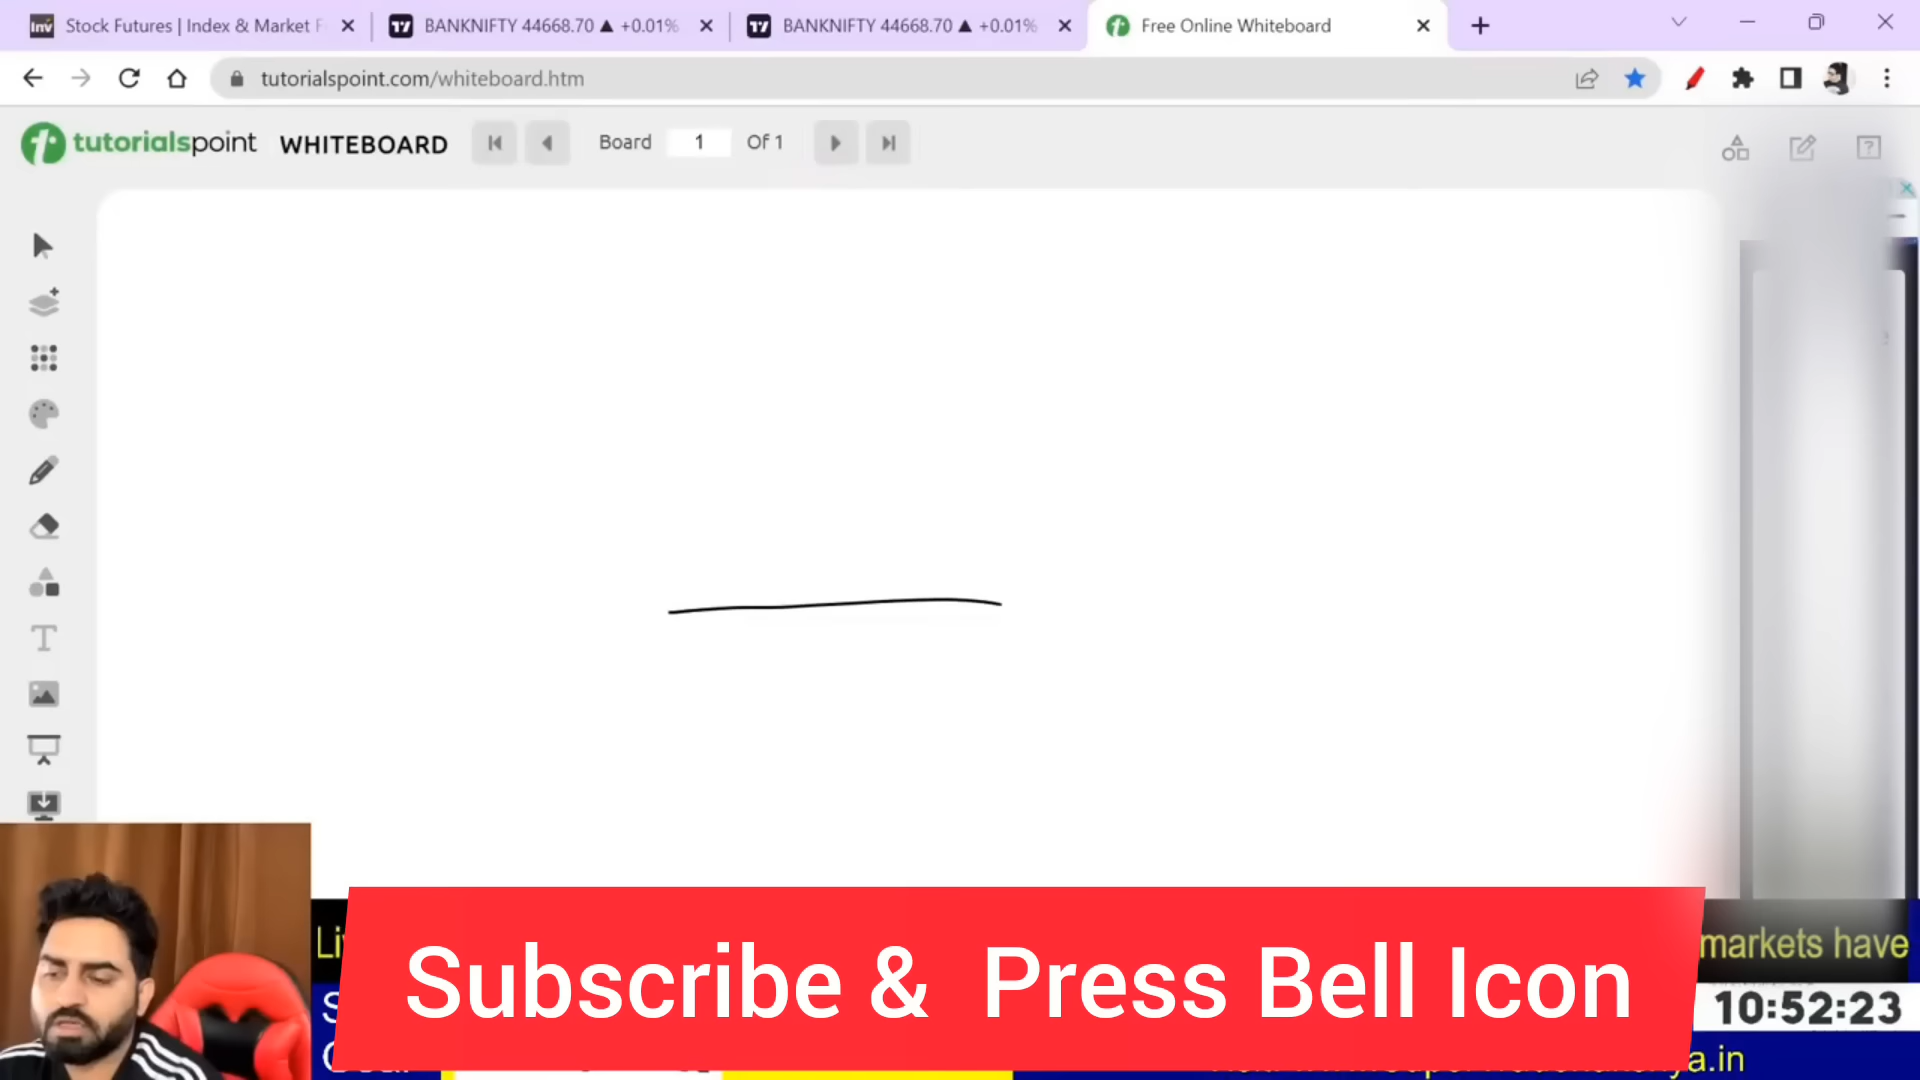 Stock Futures | Index & Market F
BANKNIFTY 44668.70 ▲ +0.01%
BANKNIFTY 44668.70 ▲ +0.01%
Free Online Whiteboard
tutorialspoint.com/whiteboard.htm
tutorialspoint WHITEBOARD
Board 1 Of 1
markets have
Subscribe & Press Bell Icon
10:52:23
ya.in